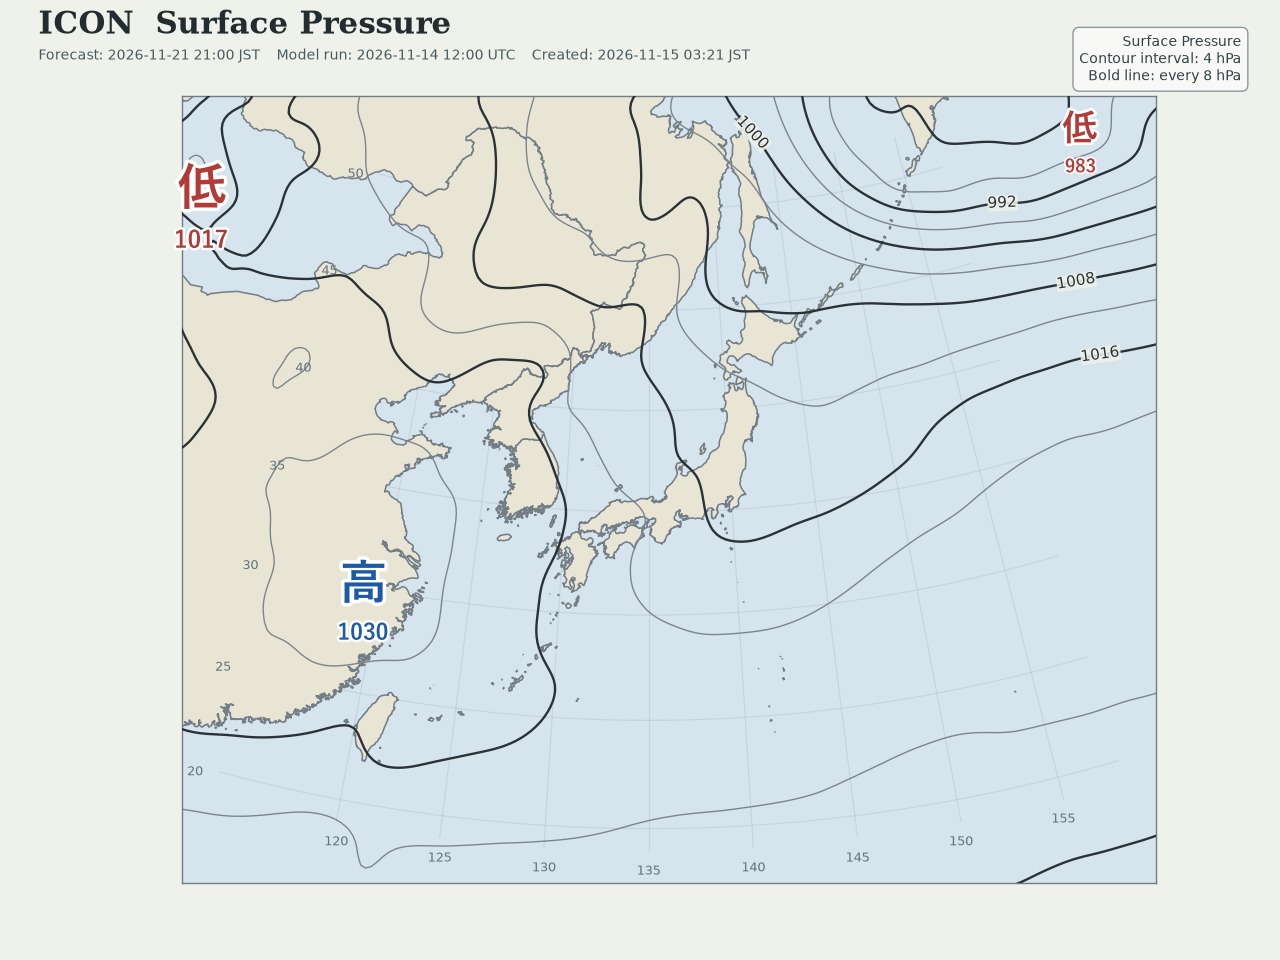 ICON  Surface Pressure
Forecast: 2026-11-21 21:00 JST    Model run: 2026-11-14 12:00 UTC    Created: 2026-11-15 03:21 JST
Surface Pressure
Contour interval: 4 hPa
Bold line: every 8 hPa
1000
低
983
50
低
1017
992
45
1008
1016
40
35
30
高
1030
25
20
120
125
130
135
140
145
150
155